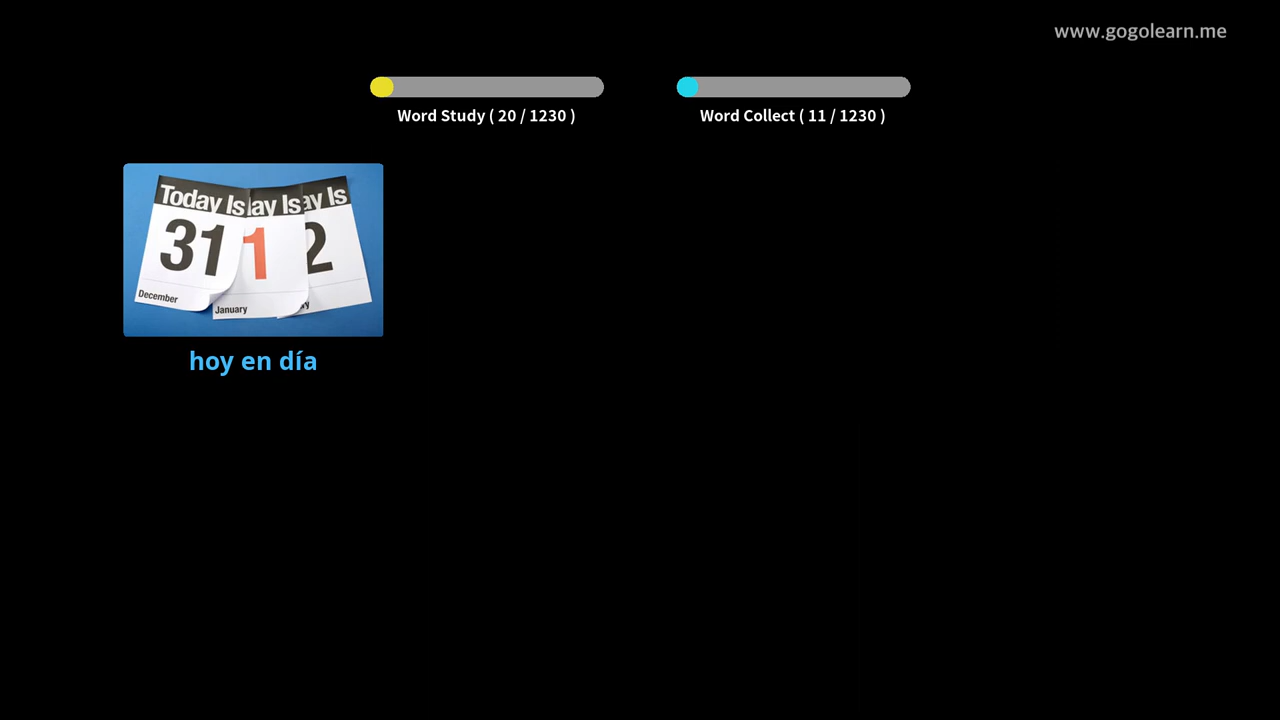 www.gogolearn.me
Word Study ( 20 / 1230 )
Word Collect ( 11 / 1230 )
Today Is
31
December
ay Is
1
January
ay Is
2
hoy en día